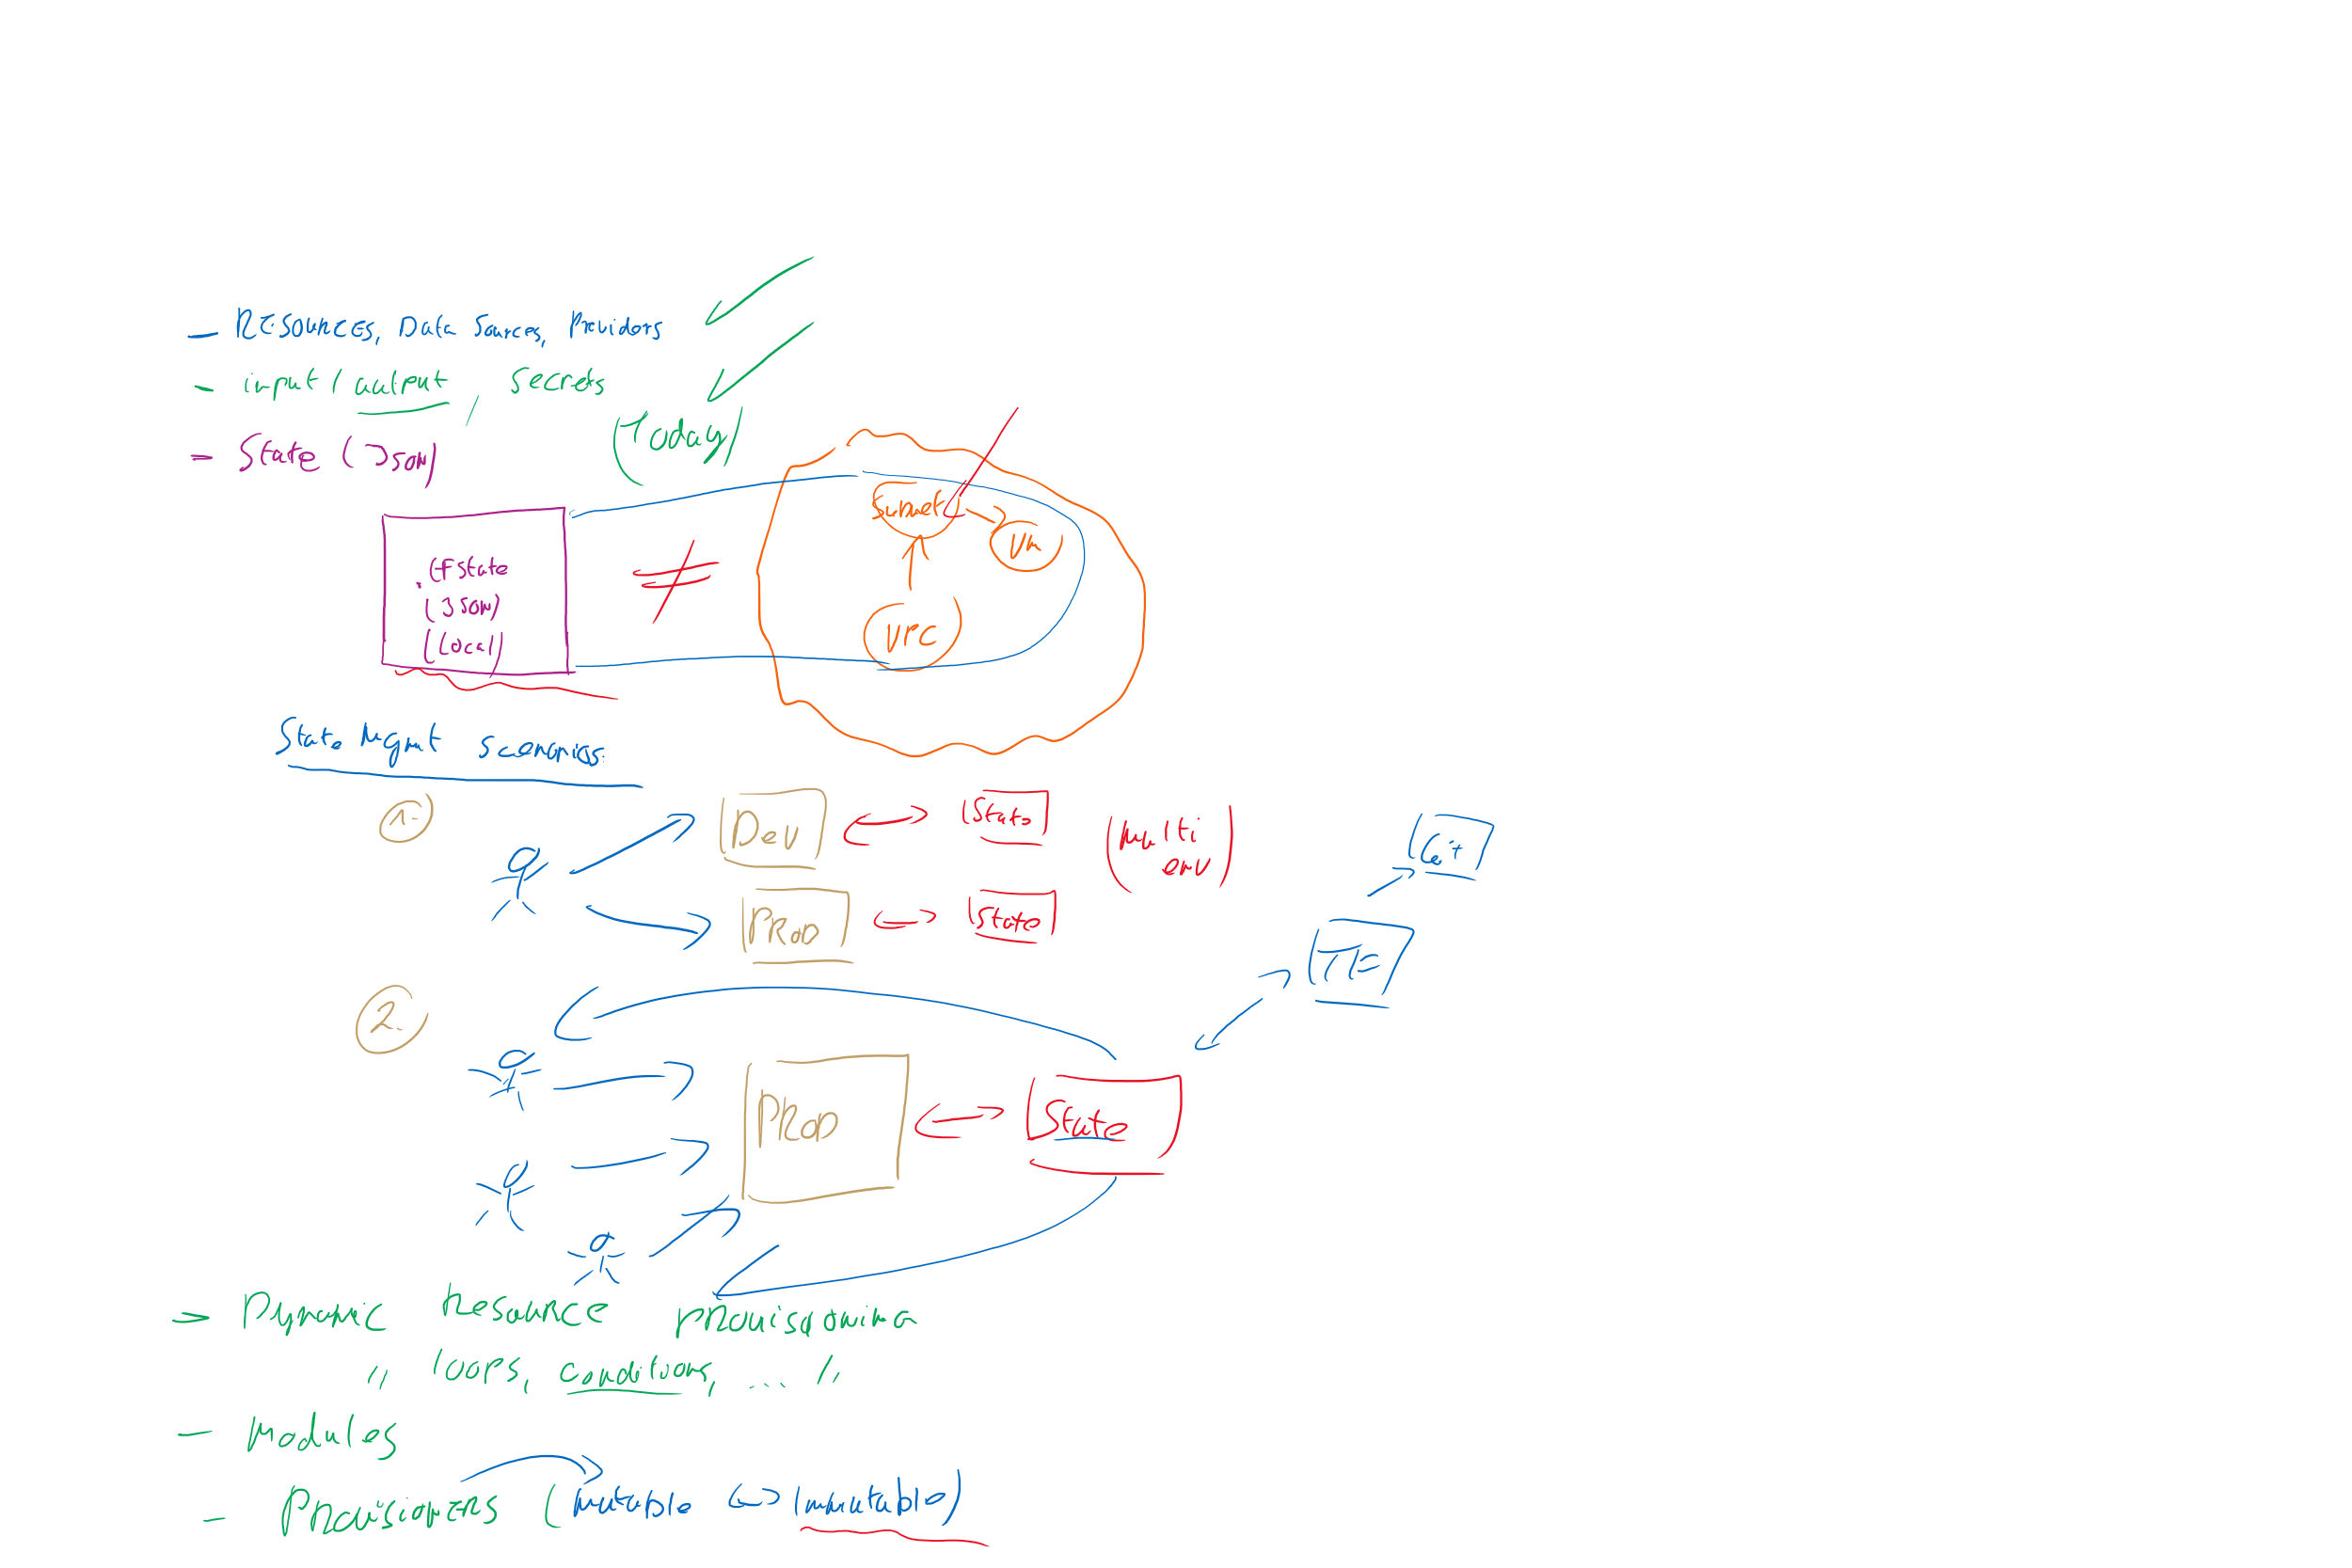 - Resources, Data Sources, Providers
- input / output, secrets
(Today)
- State (JSON)
.tfstate
(JSON)
(Local)
≠
Subnet
VM
VPC
State Mgmt scenarios:
1.
Dev
State
(Multi
env)
Git
PROD
State
TF
2.
PROD
State
- Dynamic Resource Provisioning
" loops, conditions, ... "
- Modules
- Provisioners (Mutable <-> Immutable)